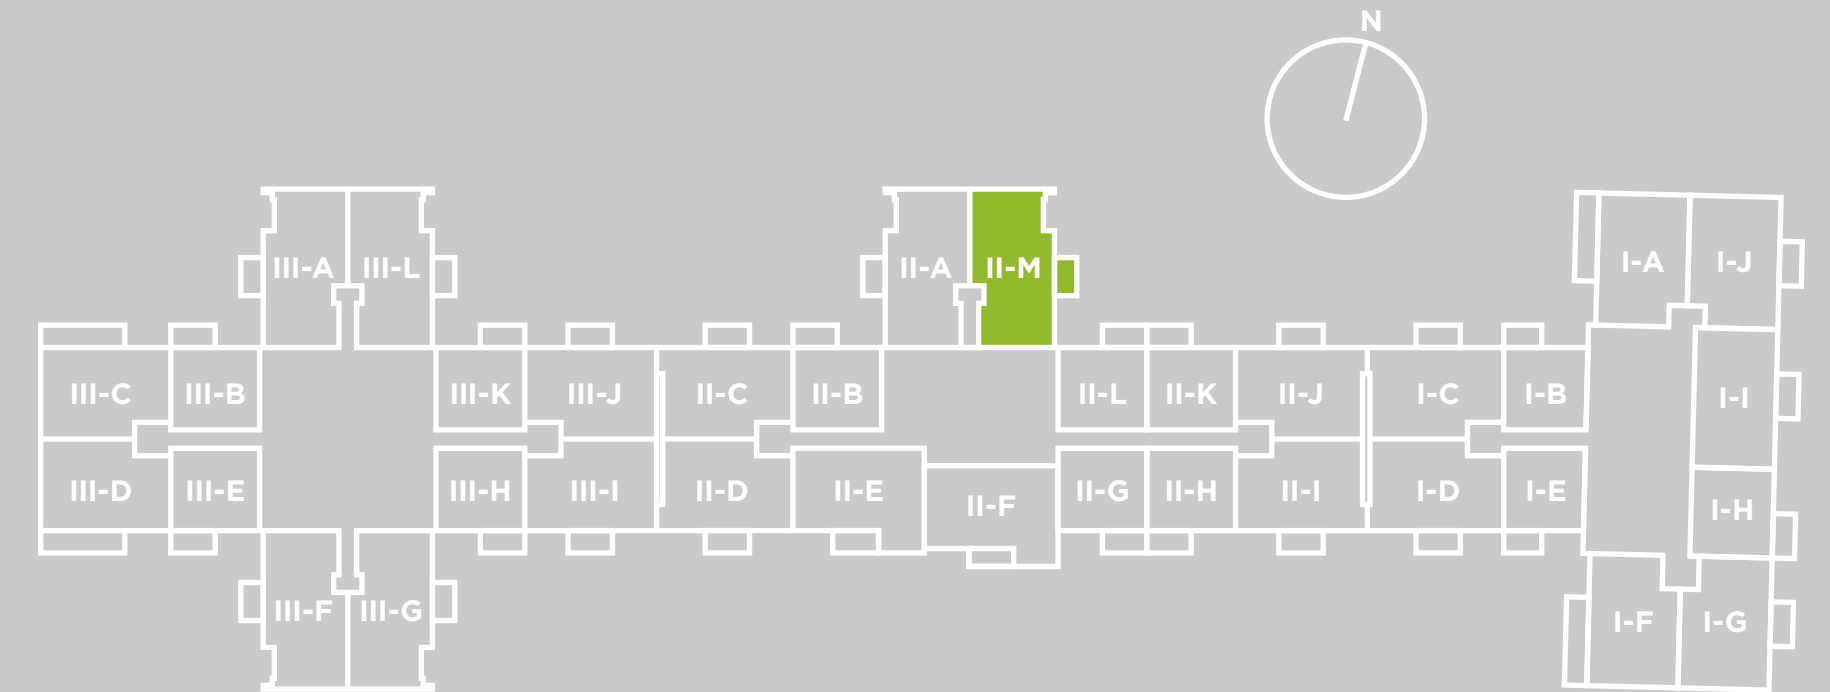 N
III-A III-L II-A II-M I-A I-J
III-C III-B III-K III-J II-C II-B II-L II-K II-J I-C I-B I-I
III-D III-E III-H III-I II-D II-E II-F II-G II-H II-I I-D I-E I-H
III-F III-G I-F I-G